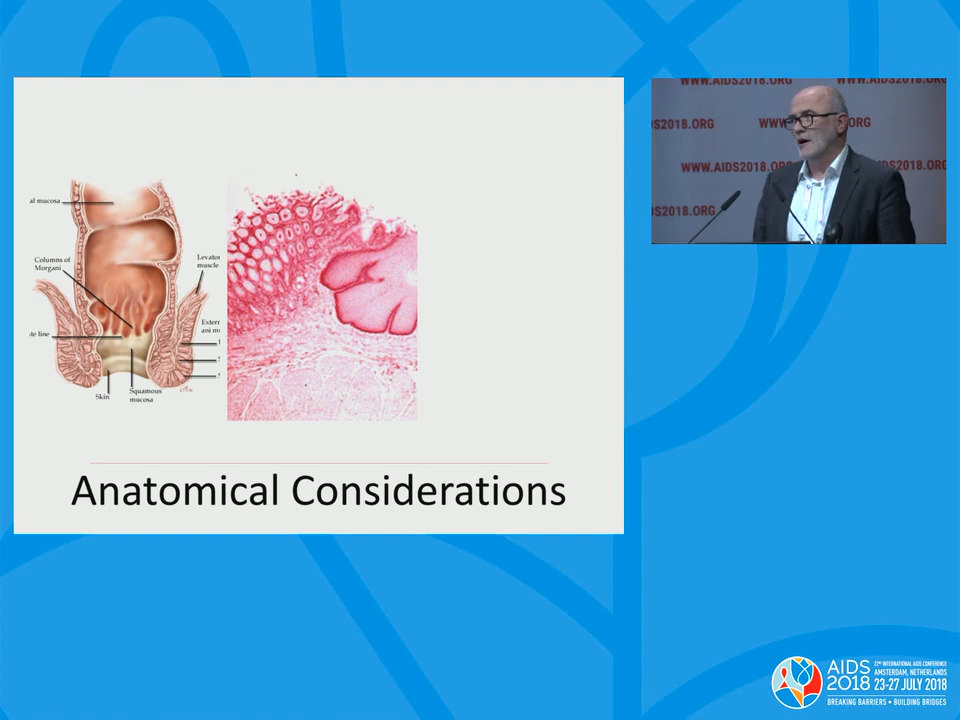 al mucosa
Columns of
Morgani
te-line
Skin
Squamous
mucosa
Levator
muscle
Extern
ani m
Anatomical Considerations
WWW.AIDS2018.ORG
WWW.AIDS2018.ORG
DS2018.ORG
WWW
ORG
WWW.AIDS2018.ORG
AIDS2018.ORG
S2018.ORG
AIDS
2018
22ND INTERNATIONAL AIDS CONFERENCE
AMSTERDAM, NETHERLANDS
23-27 JULY 2018
BREAKING BARRIERS • BUILDING BRIDGES